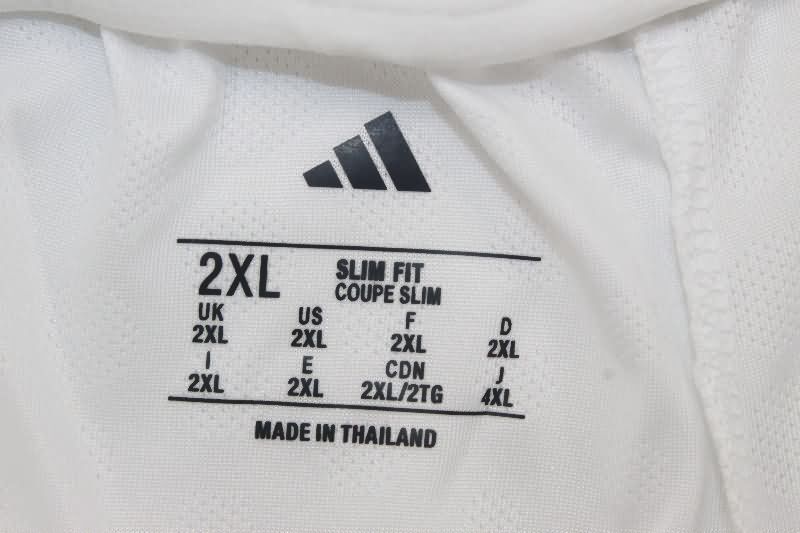 2XL SLIM FIT
COUPE SLIM
UK US F D
2XL 2XL 2XL 2XL
I E CDN J
2XL 2XL 2XL/2TG 4XL
MADE IN THAILAND